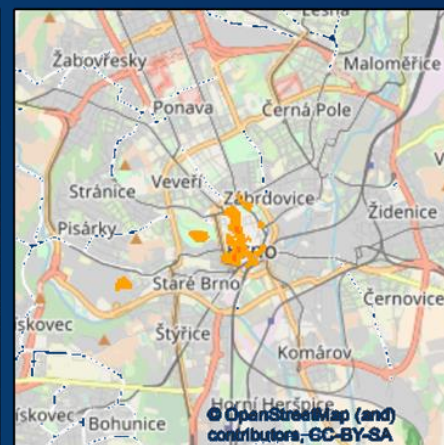 Lesná
Žabovřesky
Maloměřice
Ponava
Černá Pole
Veveří
Stránice
Zábrdovice
Židenice
Pisárky
Staré Brno
Černovice
Štýřice
Komárov
Horní Heršpice
Bohunice
© OpenStreetMap (and)
contributors, CC-BY-SA